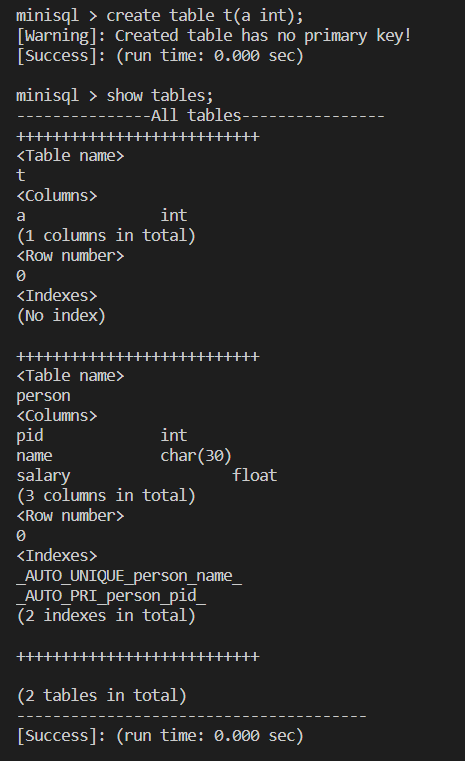 minisql > create table t(a int);
[Warning]: Created table has no primary key!
[Success]: (run time: 0.000 sec)

minisql > show tables;
---------------All tables----------------
+++++++++++++++++++++++++++
<Table name>
t
<Columns>
a               int
(1 columns in total)
<Row number>
0
<Indexes>
(No index)

+++++++++++++++++++++++++++
<Table name>
person
<Columns>
pid             int
name            char(30)
salary                  float
(3 columns in total)
<Row number>
0
<Indexes>
_AUTO_UNIQUE_person_name_
_AUTO_PRI_person_pid_
(2 indexes in total)

+++++++++++++++++++++++++++

(2 tables in total)
---------------------------------------
[Success]: (run time: 0.000 sec)